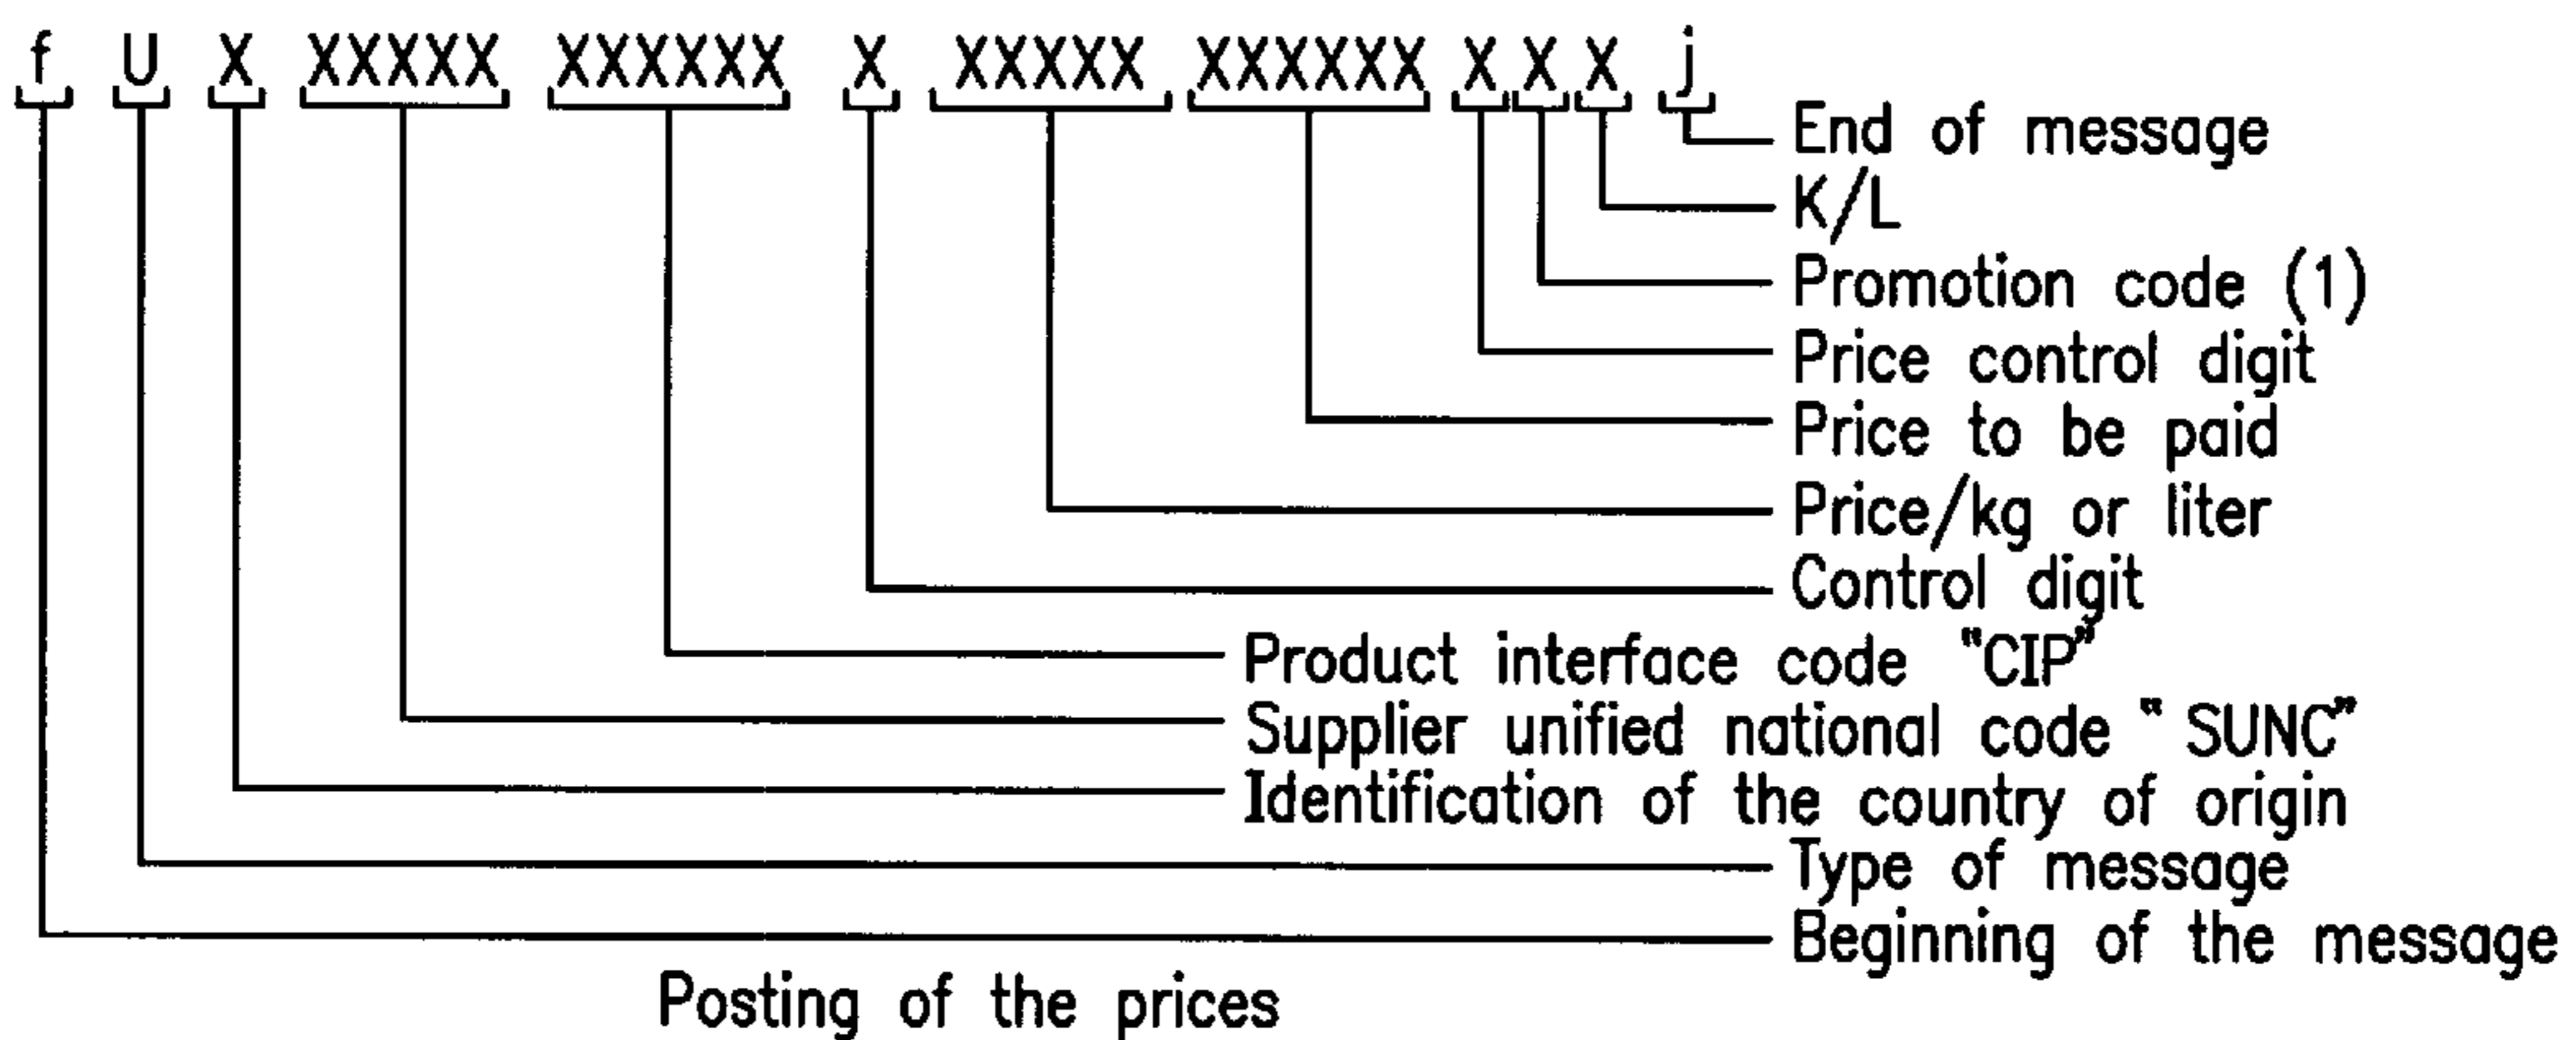 f U X XXXXX XXXXXX X XXXXX XXXXXX X X X j
End of message
K/L
Promotion code (1)
Price control digit
Price to be paid
Price/kg or liter
Control digit
Product interface code "CIP"
Supplier unified national code " SUNC"
Identification of the country of origin
Type of message
Beginning of the message
Posting of the prices